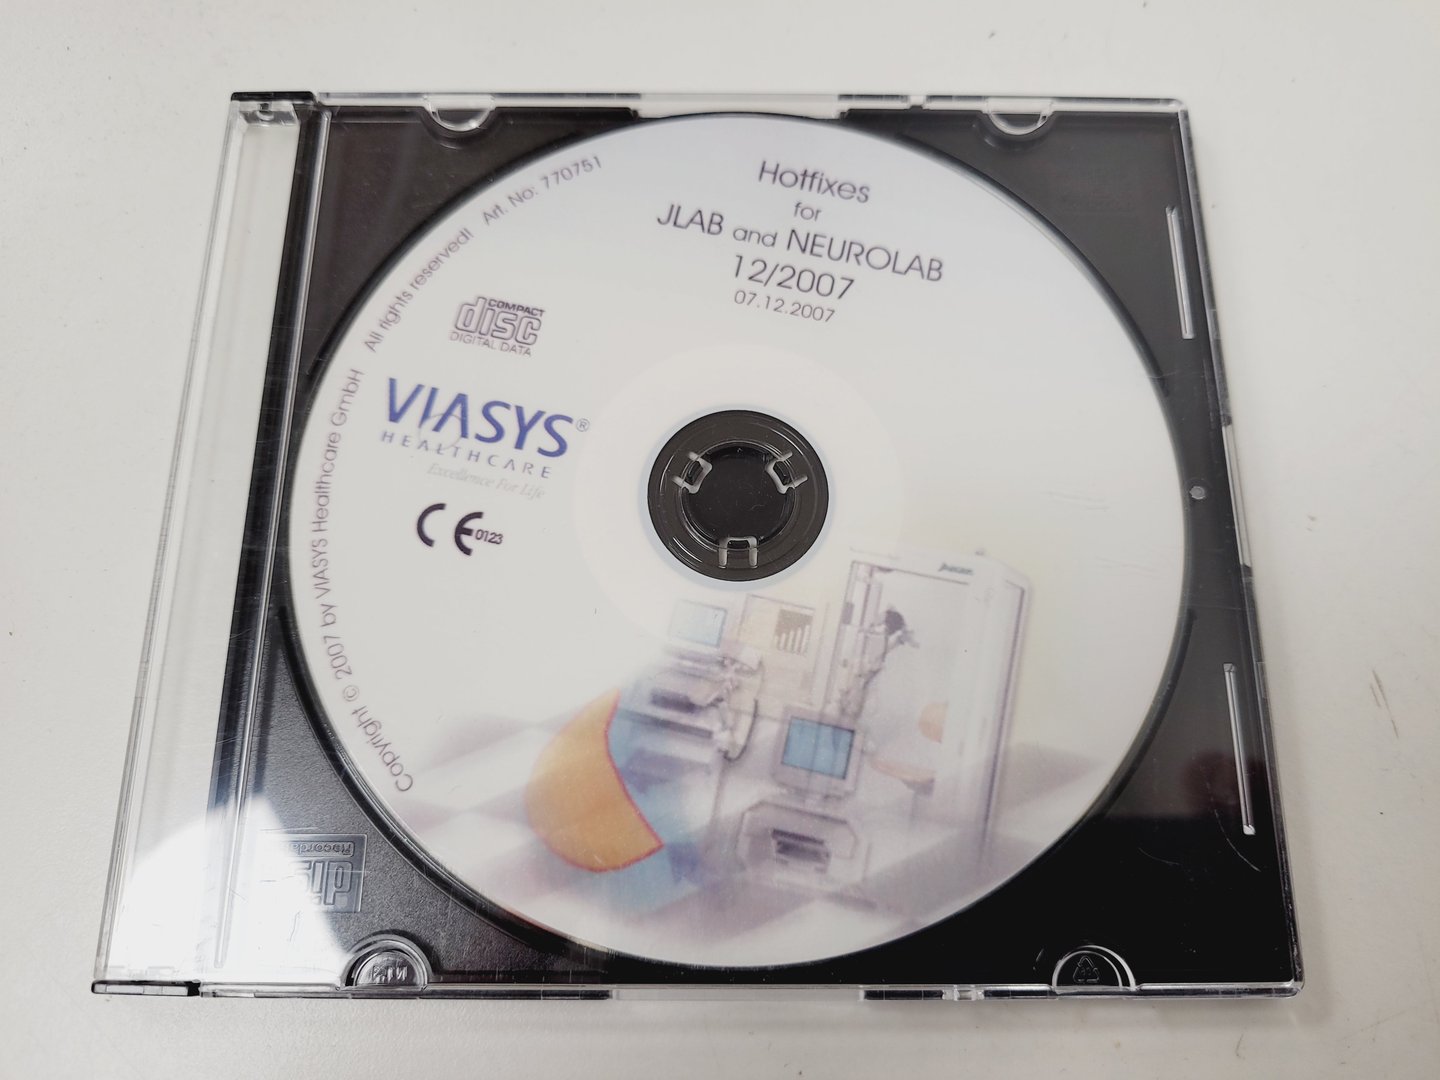 Hotfixes
for
JLAB and NEUROLAB
12/2007
07.12.2007
Copyright © 2007 by VIASYS Healthcare GmbH All rights reserved! Art. No: 770751
COMPACT
disc
DIGITAL DATA
VIASYS®
HEALTHCARE
Excellence For Life
CE 0123